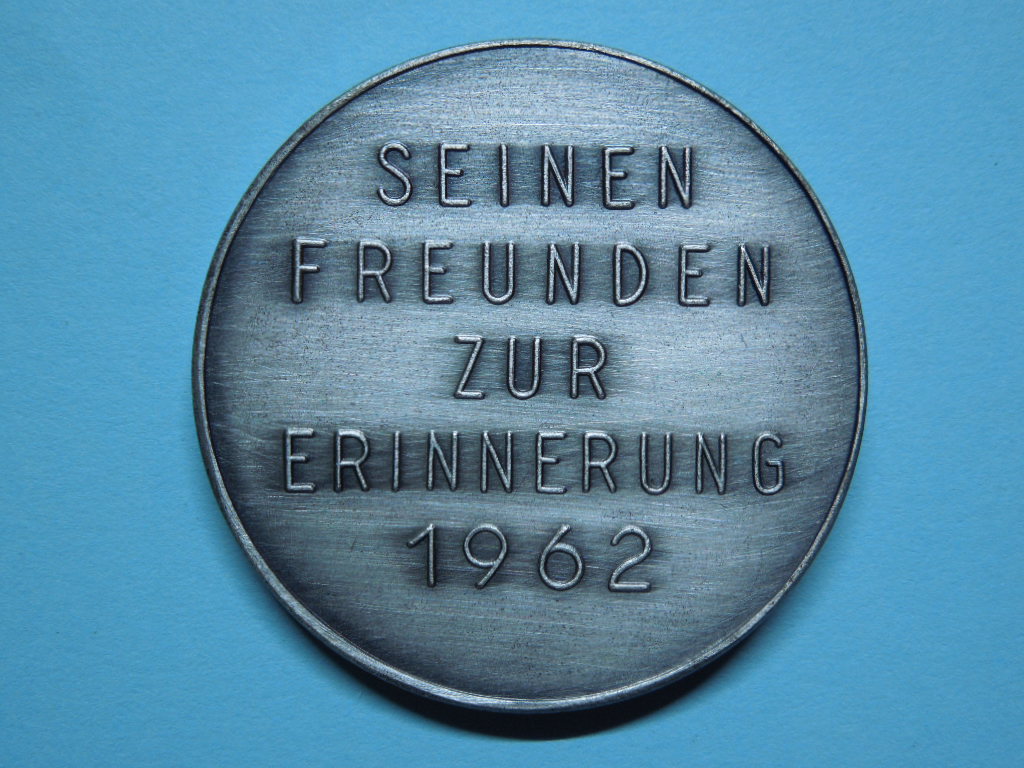 SEINEN
FREUNDEN
ZUR
ERINNERUNG
1962